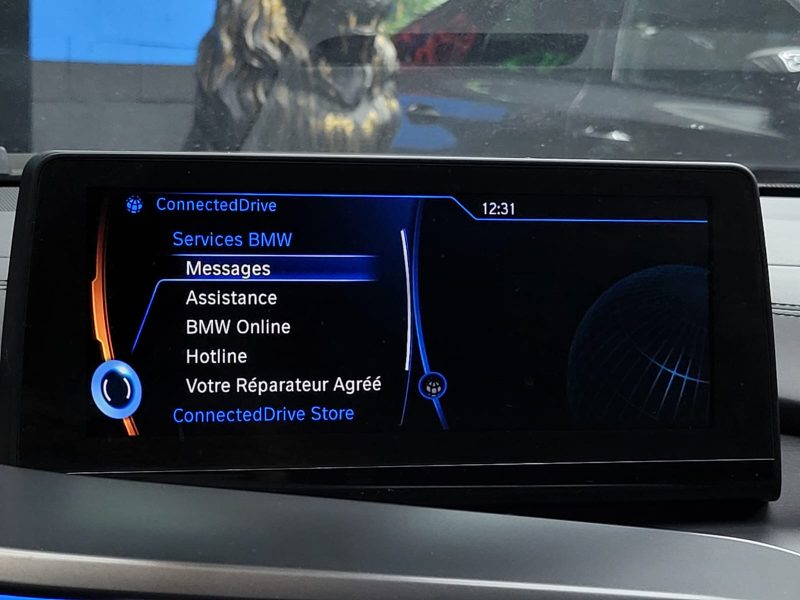 ConnectedDrive
12:31
Services BMW
Messages
Assistance
BMW Online
Hotline
Votre Réparateur Agréé
ConnectedDrive Store